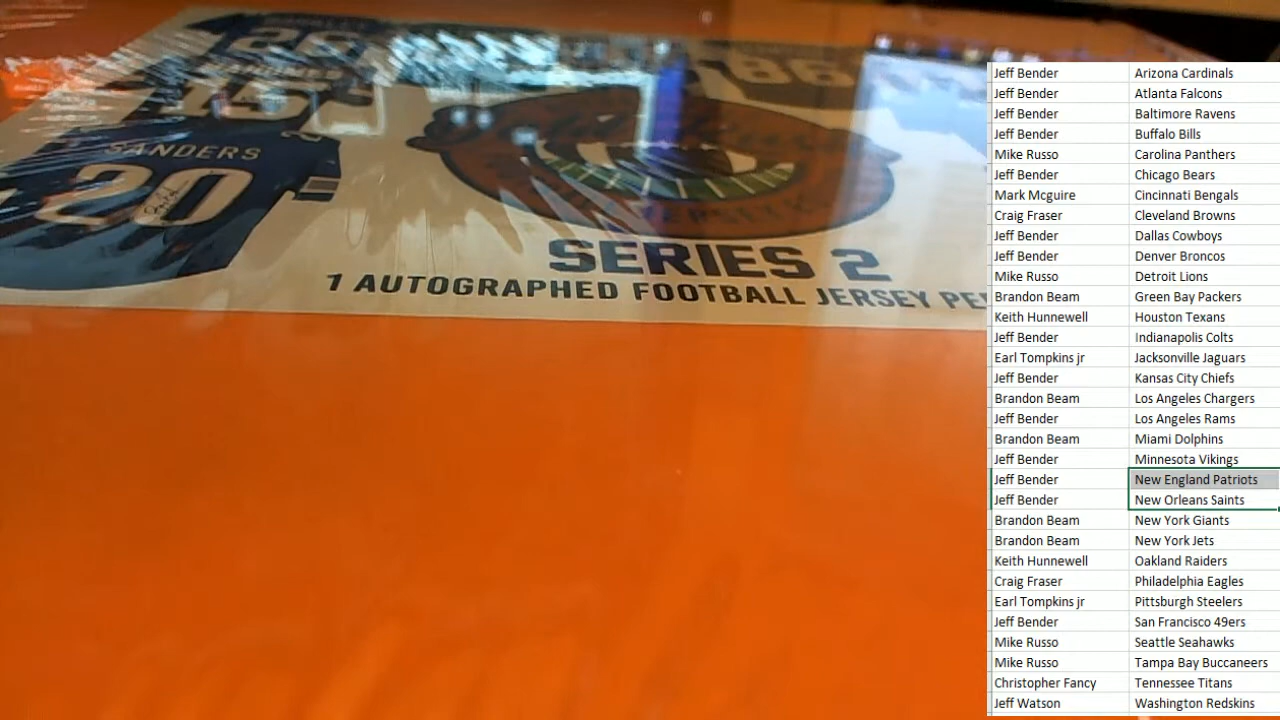 26
15
86
SANDERS
20
SERIES 2
1 AUTOGRAPHED FOOTBALL JERSEY PE
Jeff Bender Arizona Cardinals
Jeff Bender Atlanta Falcons
Jeff Bender Baltimore Ravens
Jeff Bender Buffalo Bills
Mike Russo Carolina Panthers
Jeff Bender Chicago Bears
Mark Mcguire Cincinnati Bengals
Craig Fraser Cleveland Browns
Jeff Bender Dallas Cowboys
Jeff Bender Denver Broncos
Mike Russo Detroit Lions
Brandon Beam Green Bay Packers
Keith Hunnewell Houston Texans
Jeff Bender Indianapolis Colts
Earl Tompkins jr Jacksonville Jaguars
Jeff Bender Kansas City Chiefs
Brandon Beam Los Angeles Chargers
Jeff Bender Los Angeles Rams
Brandon Beam Miami Dolphins
Jeff Bender Minnesota Vikings
Jeff Bender New England Patriots
Jeff Bender New Orleans Saints
Brandon Beam New York Giants
Brandon Beam New York Jets
Keith Hunnewell Oakland Raiders
Craig Fraser Philadelphia Eagles
Earl Tompkins jr Pittsburgh Steelers
Jeff Bender San Francisco 49ers
Mike Russo Seattle Seahawks
Mike Russo Tampa Bay Buccaneers
Christopher Fancy Tennessee Titans
Jeff Watson Washington Redskins